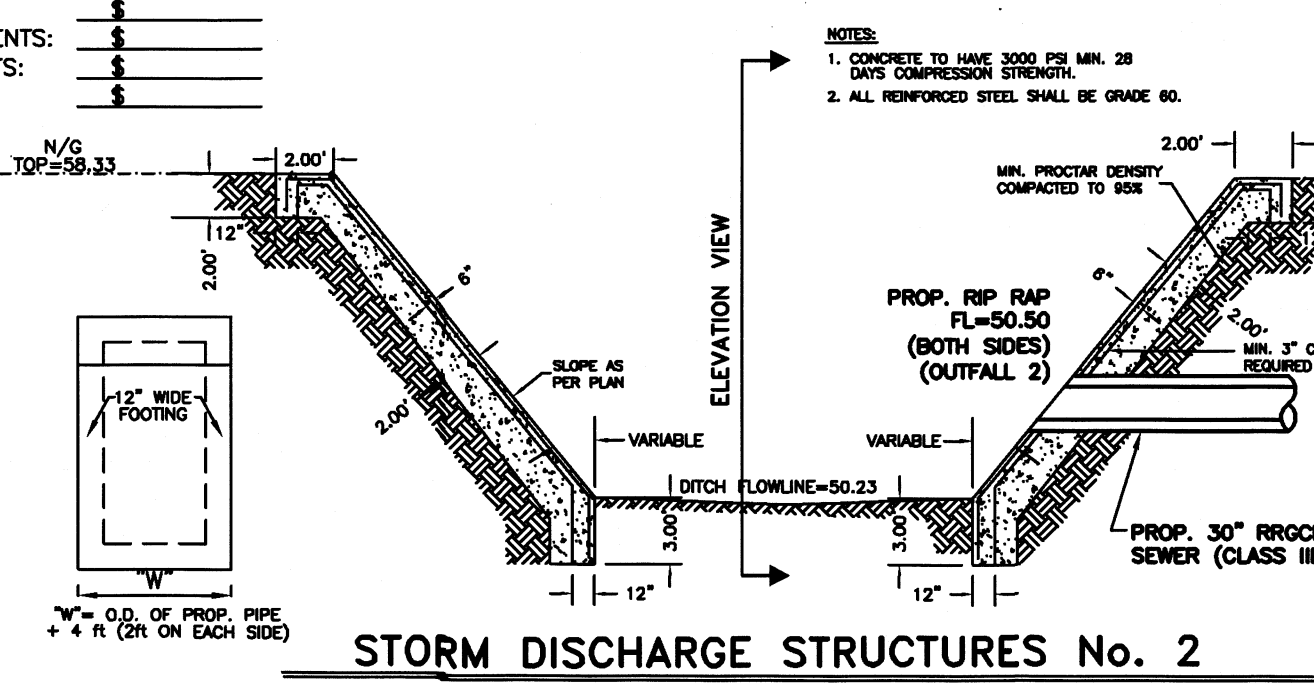 $
ENTS: $
TS: $
$
NOTES:
1. CONCRETE TO HAVE 3000 PSI MIN. 28
DAYS COMPRESSION STRENGTH.
2. ALL REINFORCED STEEL SHALL BE GRADE 60.
N/G
TOP=58.33
2.00'
12"
2.00'
6"
SLOPE AS
PER PLAN
2.00'
12" WIDE
FOOTING
"W"
"W"= O.D. OF PROP. PIPE
+ 4 ft (2ft ON EACH SIDE)
VARIABLE
DITCH FLOWLINE=50.23
3.00'
12"
ELEVATION VIEW
2.00'
MIN. PROCTAR DENSITY
COMPACTED TO 95%
6"
PROP. RIP RAP
FL=50.50
(BOTH SIDES)
(OUTFALL 2)
2.00'
MIN. 3" C
REQUIRED
VARIABLE
3.00
12"
PROP. 30" RRGC
SEWER (CLASS III
STORM DISCHARGE STRUCTURES No. 2